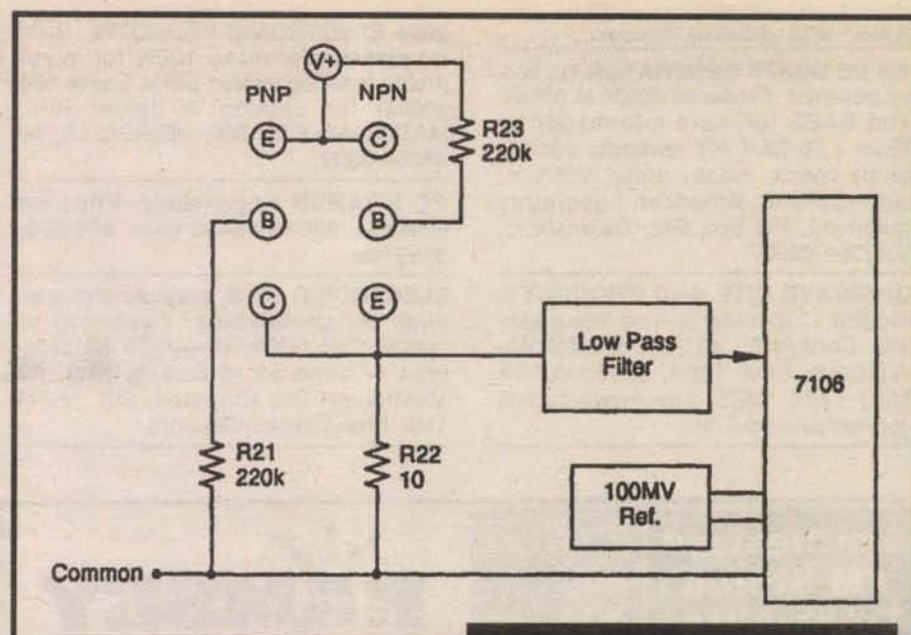 V+
PNP NPN
E C
R23
220k
B B
C E
Low Pass
Filter
7106
R21
220k
R22
10
100MV
Ref.
Common